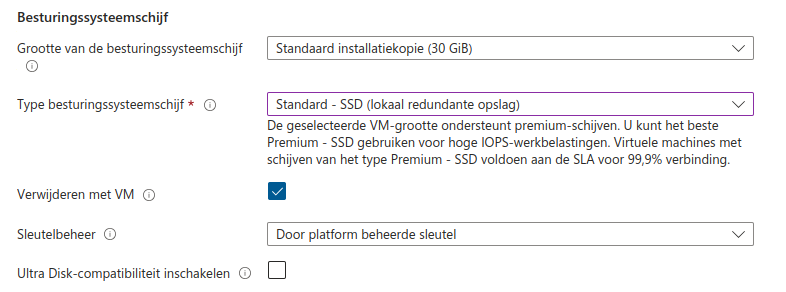 Besturingssysteemschijf
Grootte van de besturingssysteemschijf
Standaard installatiekopie (30 GiB)
Type besturingssysteemschijf *
Standard - SSD (lokaal redundante opslag)
De geselecteerde VM-grootte ondersteunt premium-schijven. U kunt het beste
Premium - SSD gebruiken voor hoge IOPS-werkbelastingen. Virtuele machines met
schijven van het type Premium - SSD voldoen aan de SLA voor 99,9% verbinding.
Verwijderen met VM
Sleutelbeheer
Door platform beheerde sleutel
Ultra Disk-compatibiliteit inschakelen